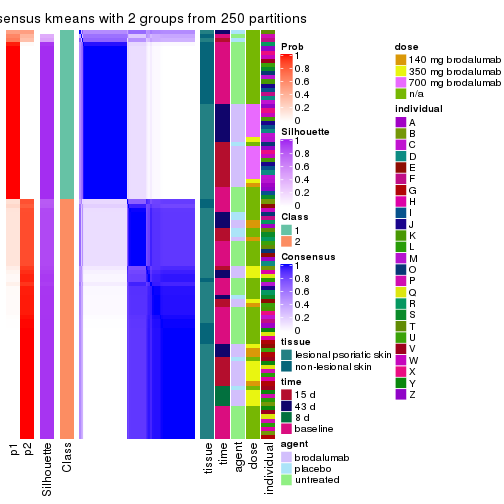 sensus kmeans with 2 groups from 250 partitions
Prob
1
0.8
0.6
0.4
0.2
0
Silhouette
1
0.8
0.6
0.4
0.2
0
Class
1
2
Consensus
1
0.8
0.6
0.4
0.2
0
tissue
lesional psoriatic skin
non-lesional skin
time
15 d
43 d
8 d
baseline
agent
brodalumab
placebo
untreated
dose
140 mg brodalumab
350 mg brodalumab
700 mg brodalumab
n/a
individual
A
B
C
D
E
F
G
H
I
J
K
L
M
O
P
Q
R
S
T
U
V
W
X
Y
Z
p1
p2
Silhouette
Class
tissue
time
agent
dose
individual